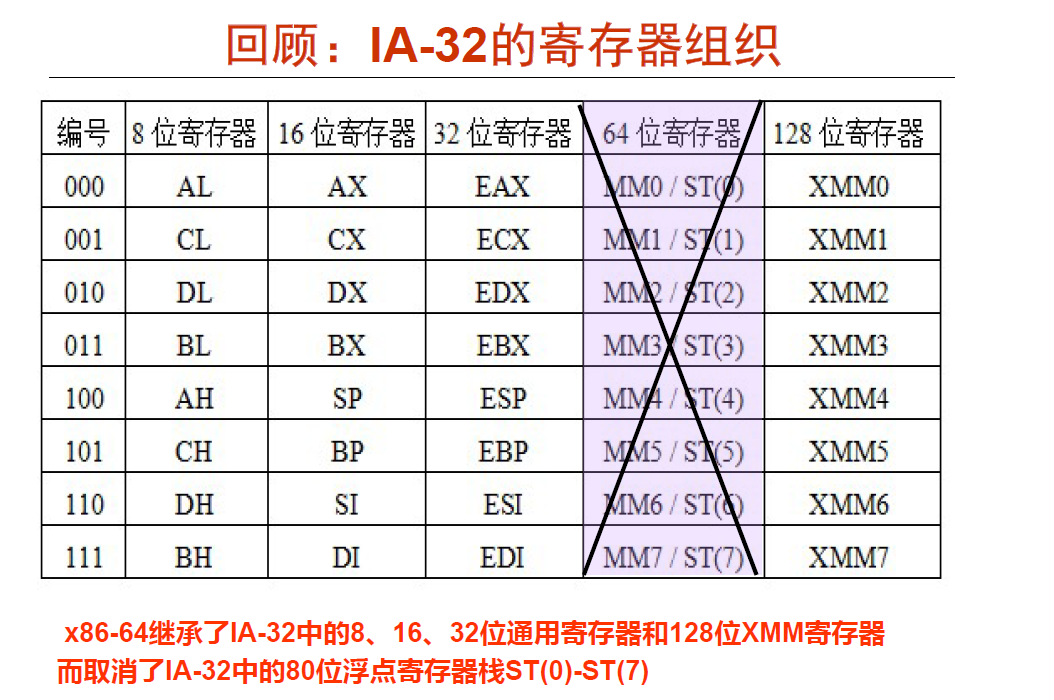 回顾：IA-32的寄存器组织
编号 8 位寄存器 16 位寄存器 32 位寄存器 64 位寄存器 128 位寄存器
000 AL AX EAX MM0 / ST(0) XMM0
001 CL CX ECX MM1 / ST(1) XMM1
010 DL DX EDX MM2 / ST(2) XMM2
011 BL BX EBX MM3 / ST(3) XMM3
100 AH SP ESP MM4 / ST(4) XMM4
101 CH BP EBP MM5 / ST(5) XMM5
110 DH SI ESI MM6 / ST(6) XMM6
111 BH DI EDI MM7 / ST(7) XMM7
x86-64继承了IA-32中的8、16、32位通用寄存器和128位XMM寄存器
而取消了IA-32中的80位浮点寄存器栈ST(0)-ST(7)